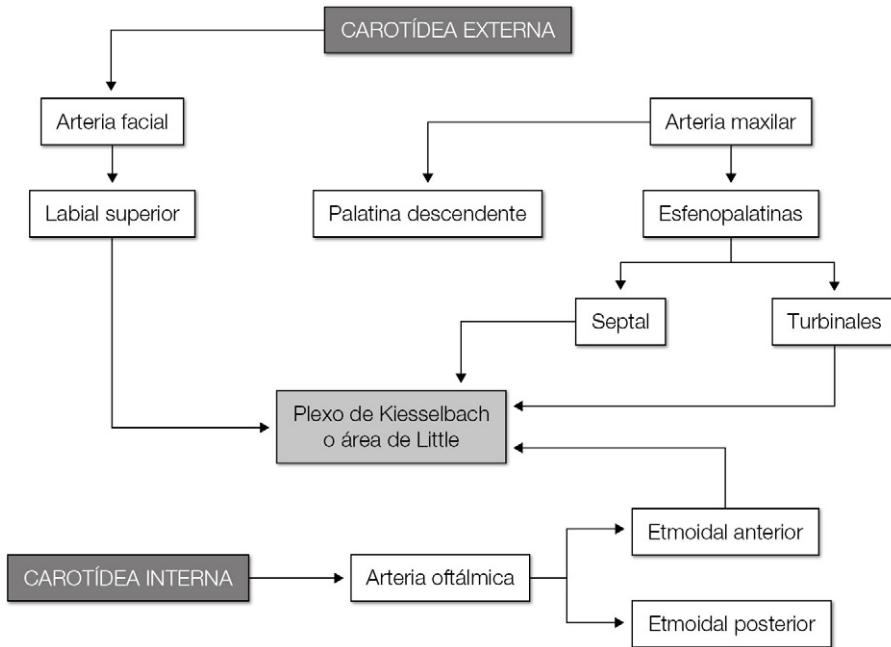 CAROTÍDEA EXTERNA
Arteria facial
Arteria maxilar
Labial superior
Palatina descendente
Esfenopalatinas
Septal
Turbinales
Plexo de Kiesselbach
o área de Little
Etmoidal anterior
CAROTÍDEA INTERNA
Arteria oftálmica
Etmoidal posterior